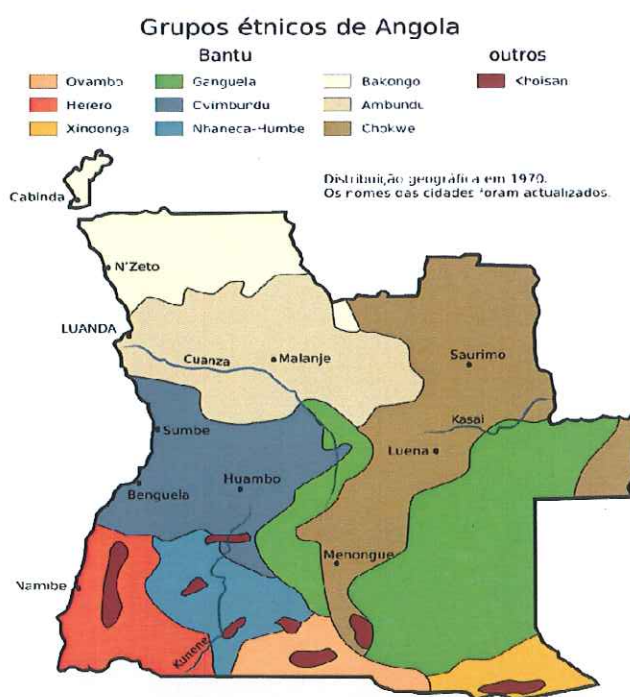 Grupos étnicos de Angola
Bantu outros
Ovambo Ganguela Bakongo Khoisan
Herero Ovimbundu Ambundu
Xindonga Nhaneca-Humbe Chokwe
Distribuição geográfica em 1970.
Os nomes das cidades foram actualizados.
Cabinda
N'Zeto
LUANDA
Cuanza
Malanje
Saurimo
Sumbe
Kasai
Luena
Benguela
Huambo
Menongue
Namibe
Kunene